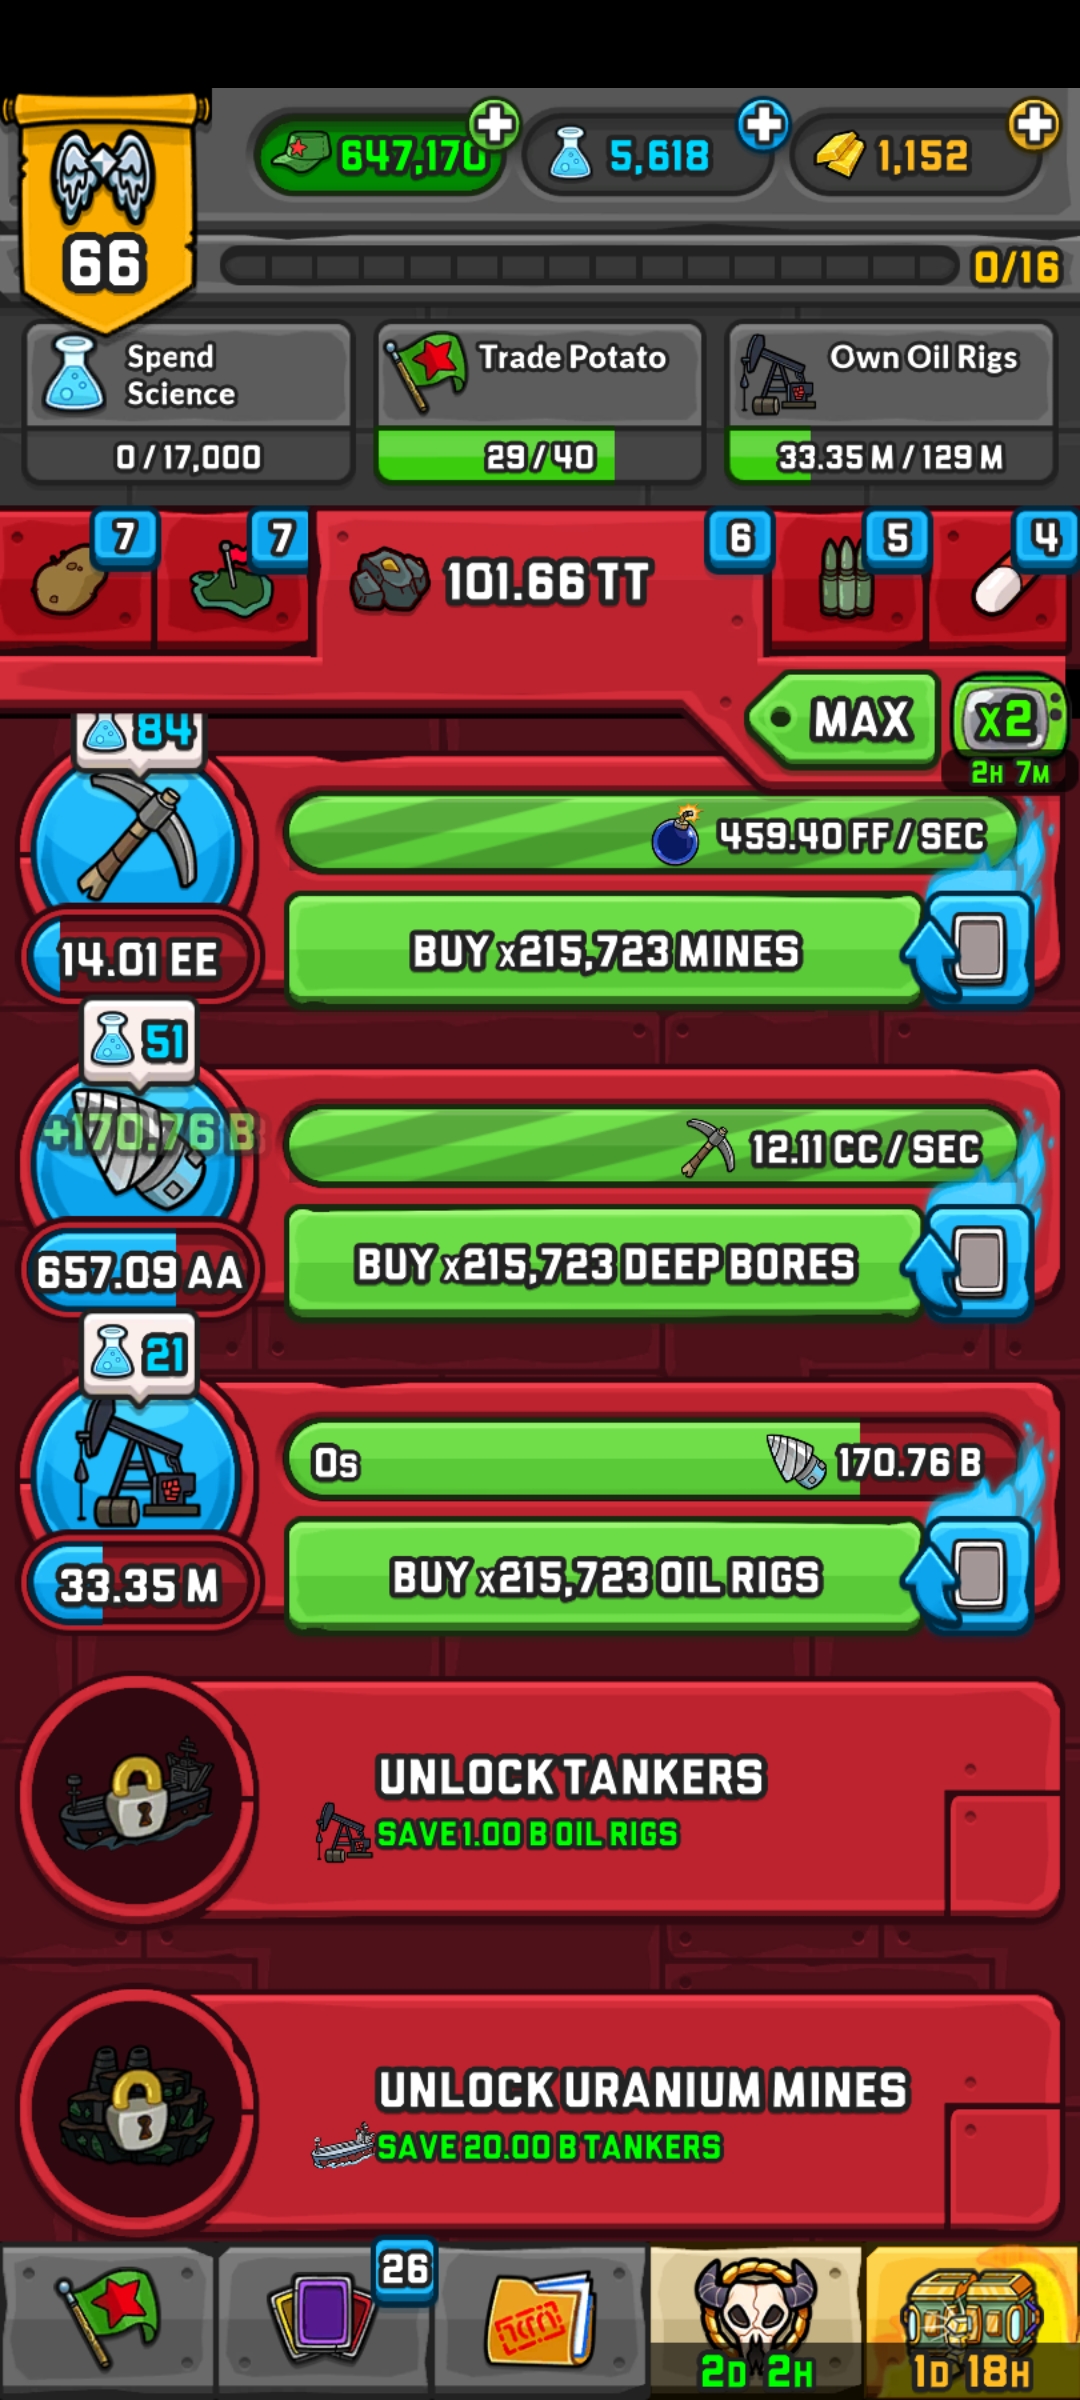 66
647,170
5,618
1,152
0/16
Spend
Science
0 / 17,000
Trade Potato
29 / 40
Own Oil Rigs
33.35 M / 129 M
7
7
101.66 TT
6
5
4
MAX
x2
2H 7M
84
459.40 FF / SEC
14.01 EE
BUY x215,723 MINES
51
+170.76 B
12.11 CC / SEC
657.09 AA
BUY x215,723 DEEP BORES
21
0s
170.76 B
33.35 M
BUY x215,723 OIL RIGS
UNLOCK TANKERS
SAVE 1.00 B OIL RIGS
UNLOCK URANIUM MINES
SAVE 20.00 B TANKERS
26
2D 2H
1D 18H